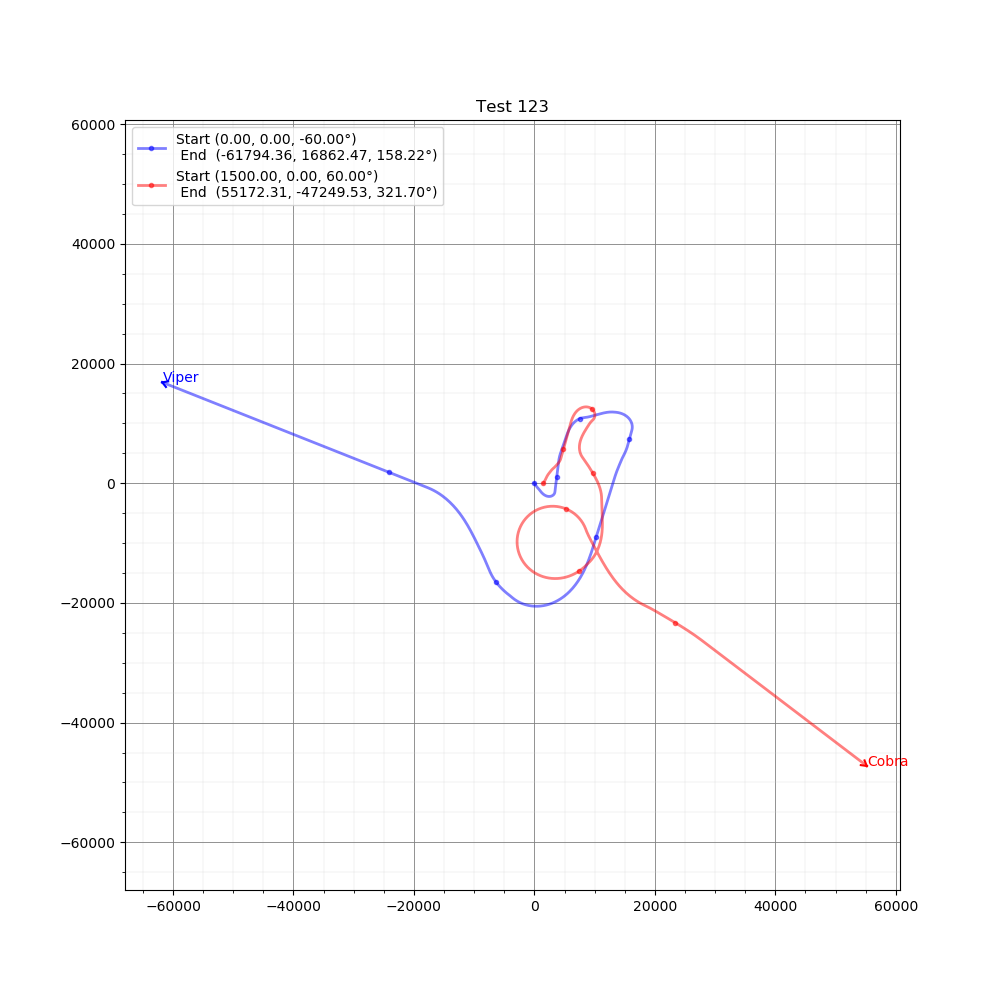 Test 123
Start (0.00, 0.00, -60.00°)
End  (-61794.36, 16862.47, 158.22°)
Start (1500.00, 0.00, 60.00°)
End  (55172.31, -47249.53, 321.70°)
60000
40000
20000
0
−20000
−40000
−60000
Viper
Cobra
−60000
−40000
−20000
0
20000
40000
60000